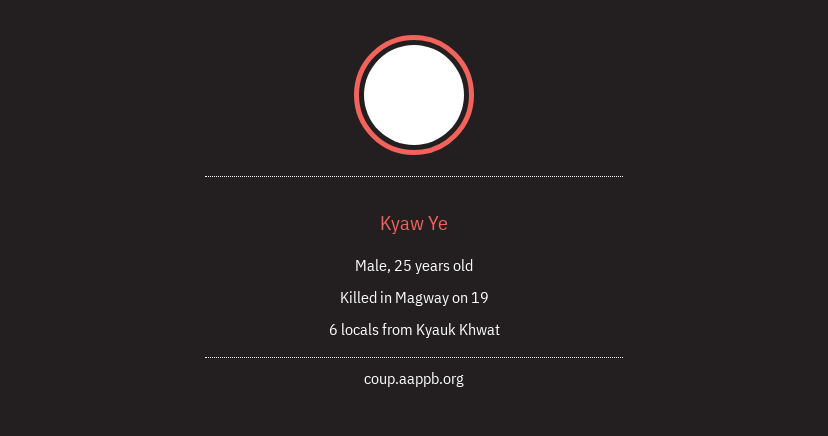 Kyaw Ye
Male, 25 years old
Killed in Magway on 19
6 locals from Kyauk Khwat
coup.aappb.org